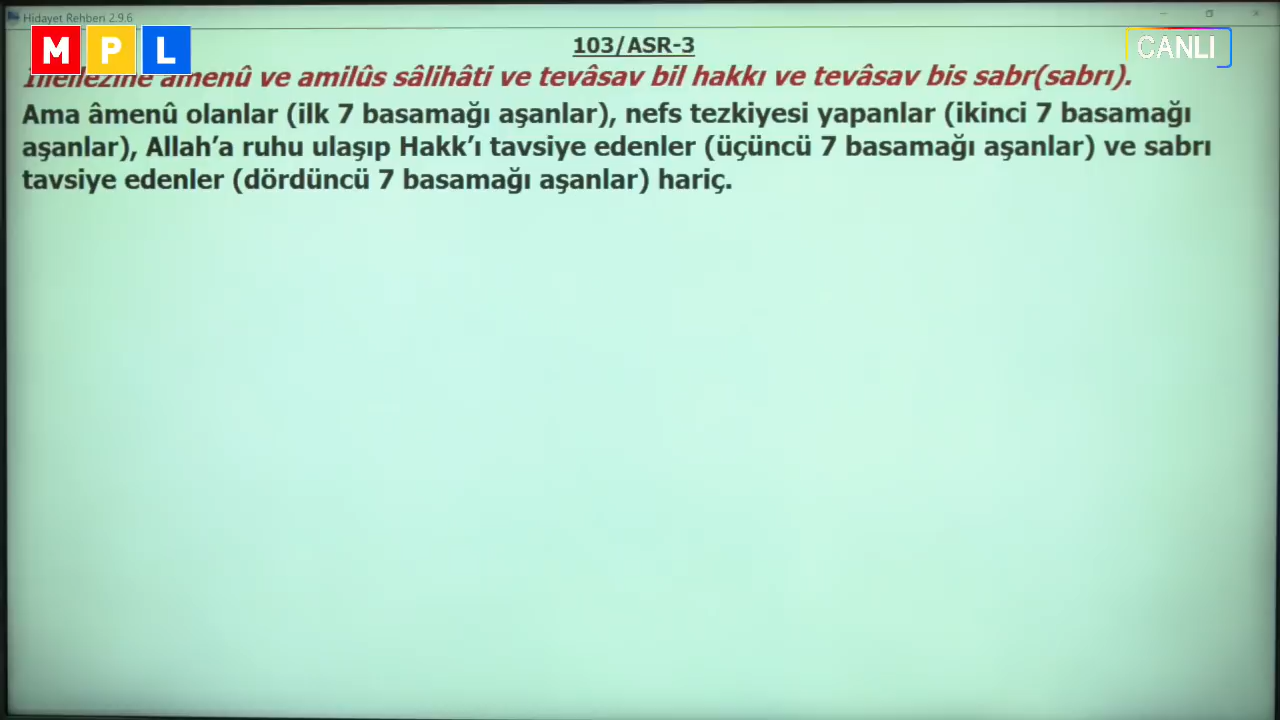 Hidayet Rehberi 2.9.6
M P L
CANLI
103/ASR-3
İllellezîne âmenû ve amilûs sâlihâti ve tevâsav bil hakkı ve tevâsav bis sabr(sabrı).
Ama âmenû olanlar (ilk 7 basamağı aşanlar), nefs tezkiyesi yapanlar (ikinci 7 basamağı
aşanlar), Allah’a ruhu ulaşıp Hakk’ı tavsiye edenler (üçüncü 7 basamağı aşanlar) ve sabrı
tavsiye edenler (dördüncü 7 basamağı aşanlar) hariç.